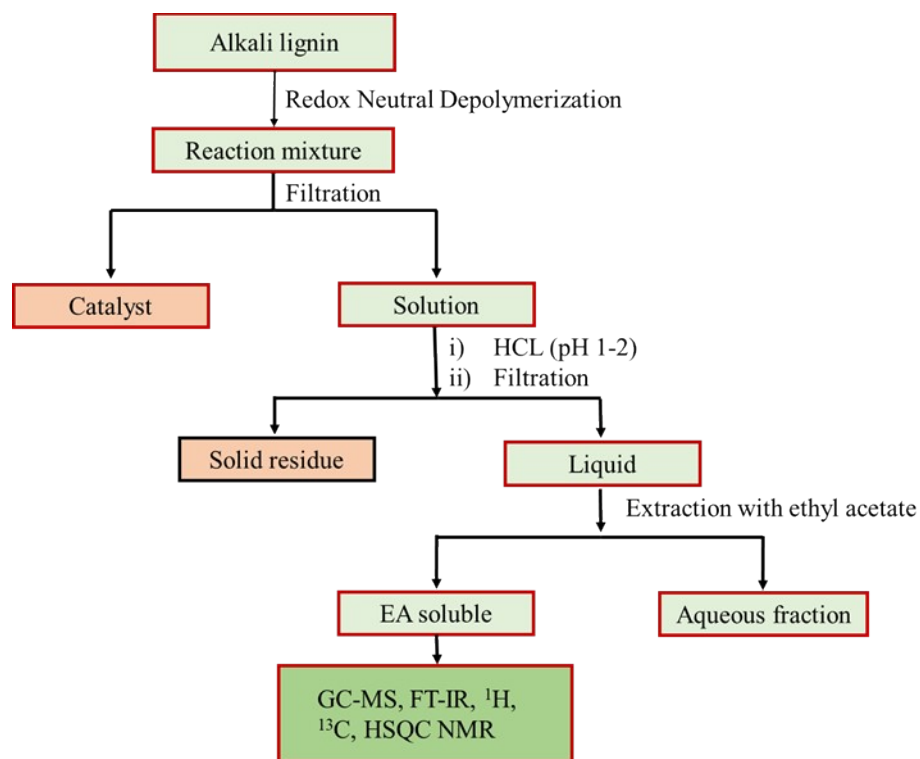 Alkali lignin
Redox Neutral Depolymerization
Reaction mixture
Filtration
Catalyst
Solution
i) HCL (pH 1-2)
ii) Filtration
Solid residue
Liquid
Extraction with ethyl acetate
EA soluble
Aqueous fraction
GC-MS, FT-IR, ¹H,
¹³C, HSQC NMR